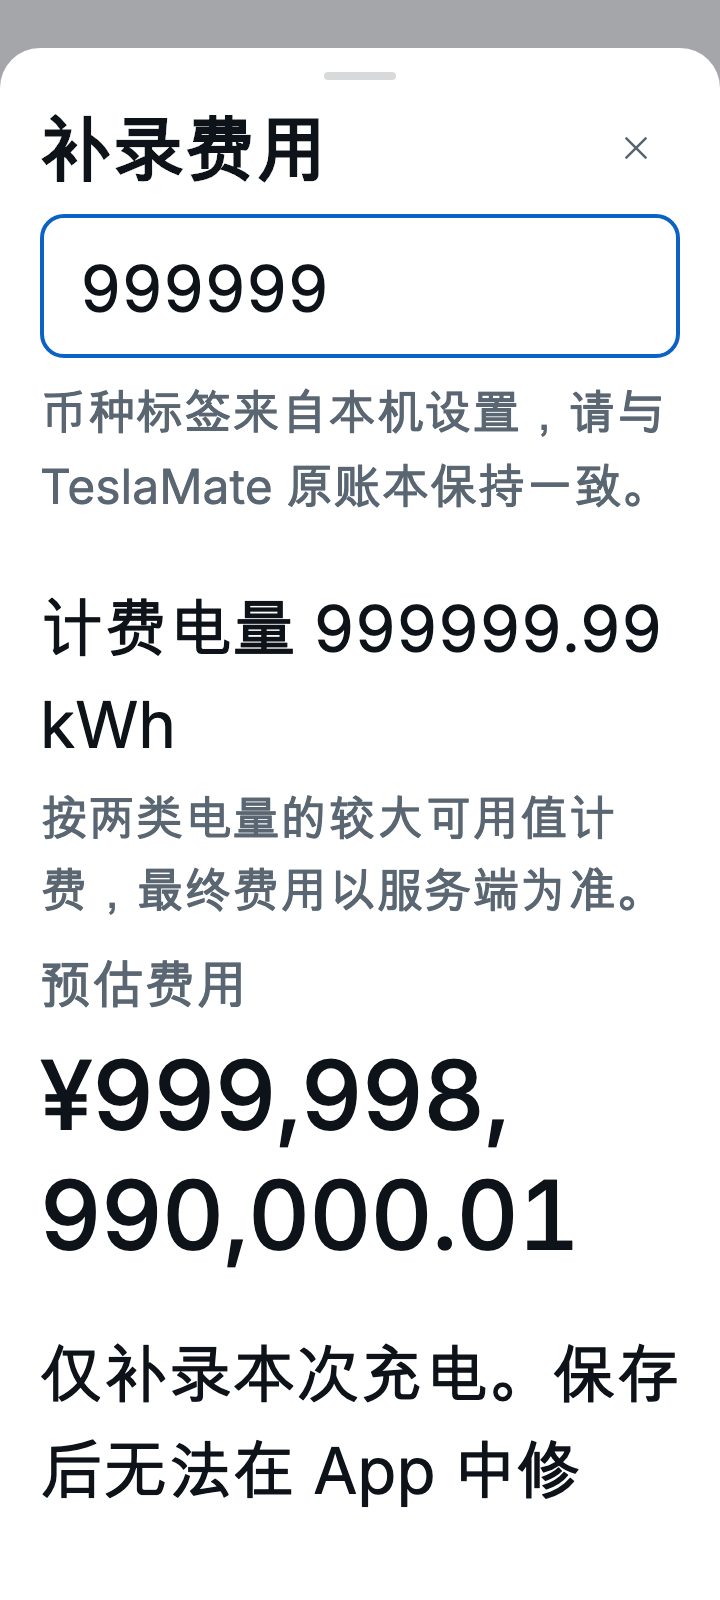 补录费用
999999
币种标签来自本机设置，请与
TeslaMate 原账本保持一致。
计费电量 999999.99
kWh
按两类电量的较大可用值计
费，最终费用以服务端为准。
预估费用
¥999,998,
990,000.01
仅补录本次充电。保存
后无法在 App 中修